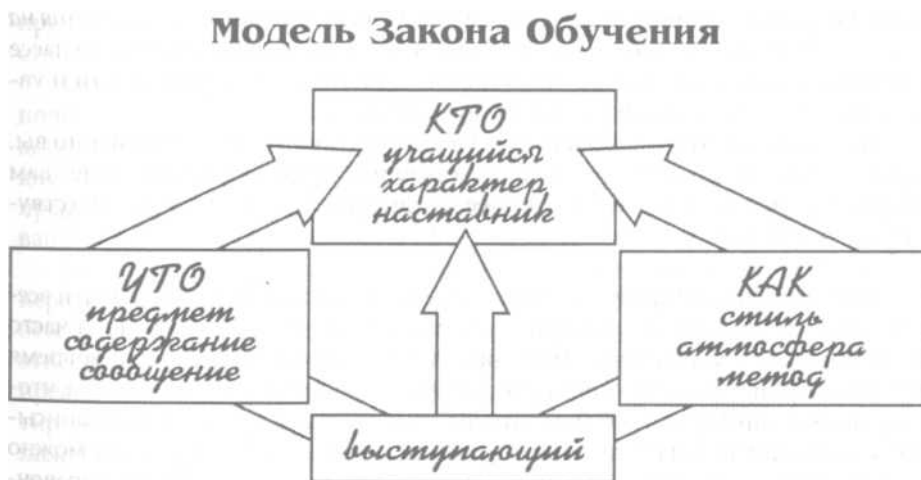 Модель Закона Обучения
КТО
учащийся
характер
наставник
ЧТО
предмет
содержание
сообщение
КАК
стиль
атмосфера
метод
выступающий